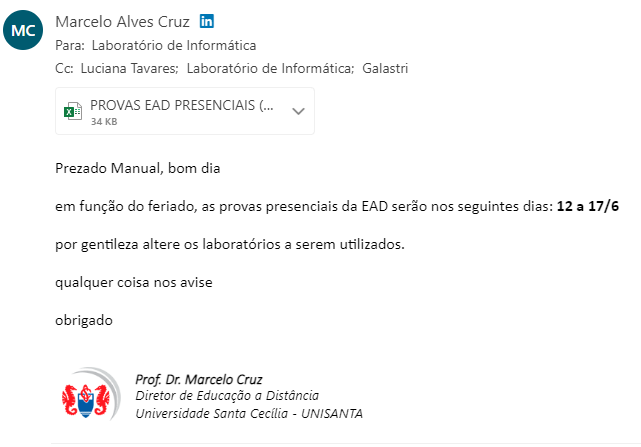 MC
Marcelo Alves Cruz in
Para: Laboratório de Informática
Cc: Luciana Tavares; Laboratório de Informática; Galastri
PROVAS EAD PRESENCIAIS (...
34 KB
Prezado Manual, bom dia
em função do feriado, as provas presenciais da EAD serão nos seguintes dias: 12 a 17/6
por gentileza altere os laboratórios a serem utilizados.
qualquer coisa nos avise
obrigado
Prof. Dr. Marcelo Cruz
Diretor de Educação a Distância
Universidade Santa Cecília - UNISANTA